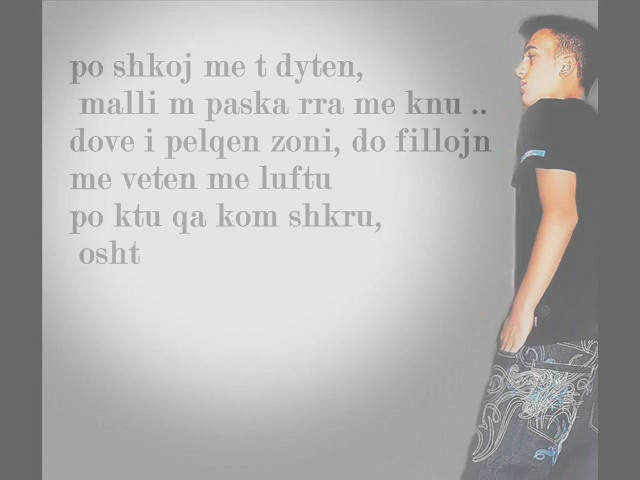 po shkoj me t dyten,
malli m paska rra me knu ..
dove i pelqen zoni, do fillojn
me veten me luftu
po ktu qa kom shkru,
osht